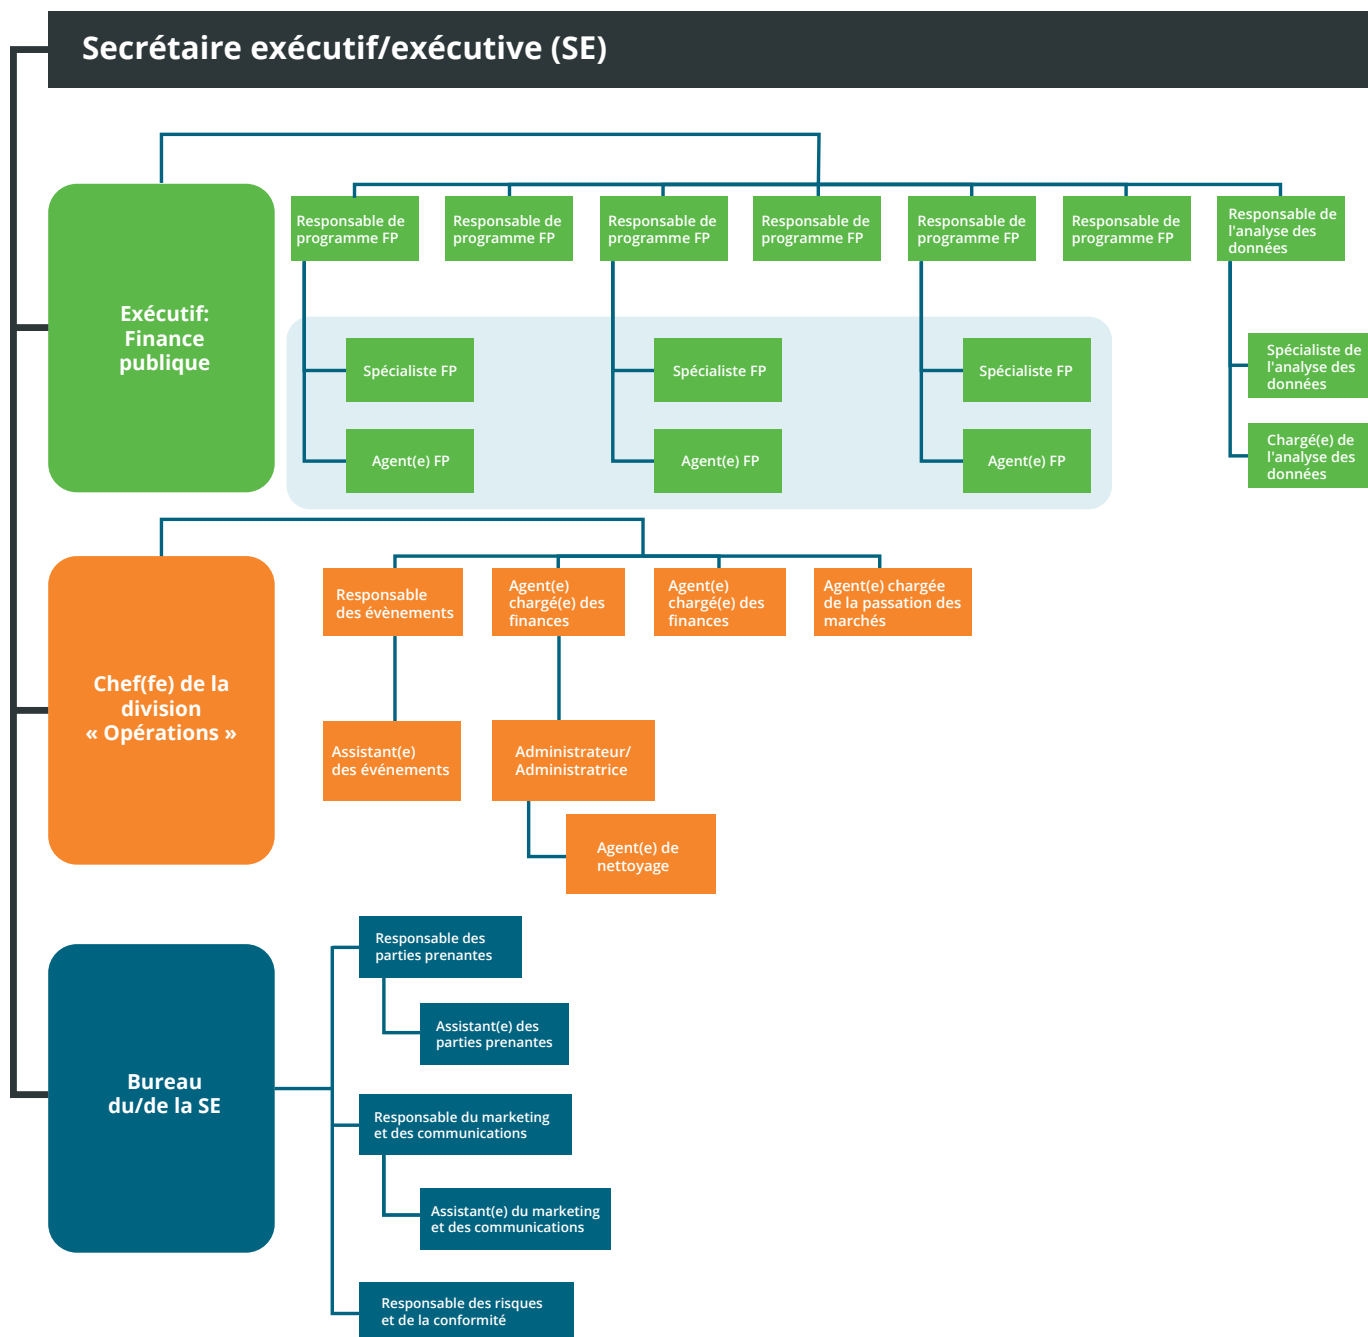 Secrétaire exécutif/exécutive (SE)
Exécutif:
Finance
publique
Responsable de
programme FP
Responsable de
programme FP
Responsable de
programme FP
Responsable de
programme FP
Responsable de
programme FP
Responsable de
programme FP
Responsable de
l'analyse des
données
Spécialiste FP
Spécialiste FP
Spécialiste FP
Spécialiste de
l'analyse des
données
Agent(e) FP
Agent(e) FP
Agent(e) FP
Chargé(e) de
l'analyse des
données
Chef(fe) de la
division
« Opérations »
Responsable
des évènements
Agent(e)
chargé(e) des
finances
Agent(e)
chargé(e) des
finances
Agent(e) chargée
de la passation des
marchés
Assistant(e)
des événements
Administrateur/
Administratrice
Agent(e) de
nettoyage
Bureau
du/de la SE
Responsable des
parties prenantes
Assistant(e) des
parties prenantes
Responsable du marketing
et des communications
Assistant(e) du marketing
et des communications
Responsable des risques
et de la conformité